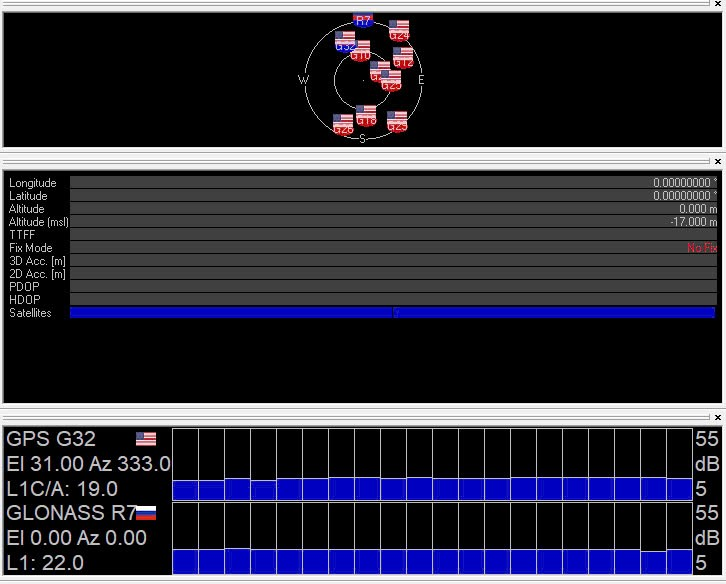 R7
G24
G32
G10
G12
W
E
G25
G18
G26
G29
S
Longitude 0.00000000 °
Latitude 0.00000000 °
Altitude 0.000 m
Altitude (msl) -17.000 m
TTFF
Fix Mode No Fix
3D Acc. [m]
2D Acc. [m]
PDOP
HDOP
Satellites
GPS G32 55
El 31.00 Az 333.0 dB
L1C/A: 19.0 5
GLONASS R7 55
El 0.00 Az 0.00 dB
L1: 22.0 5